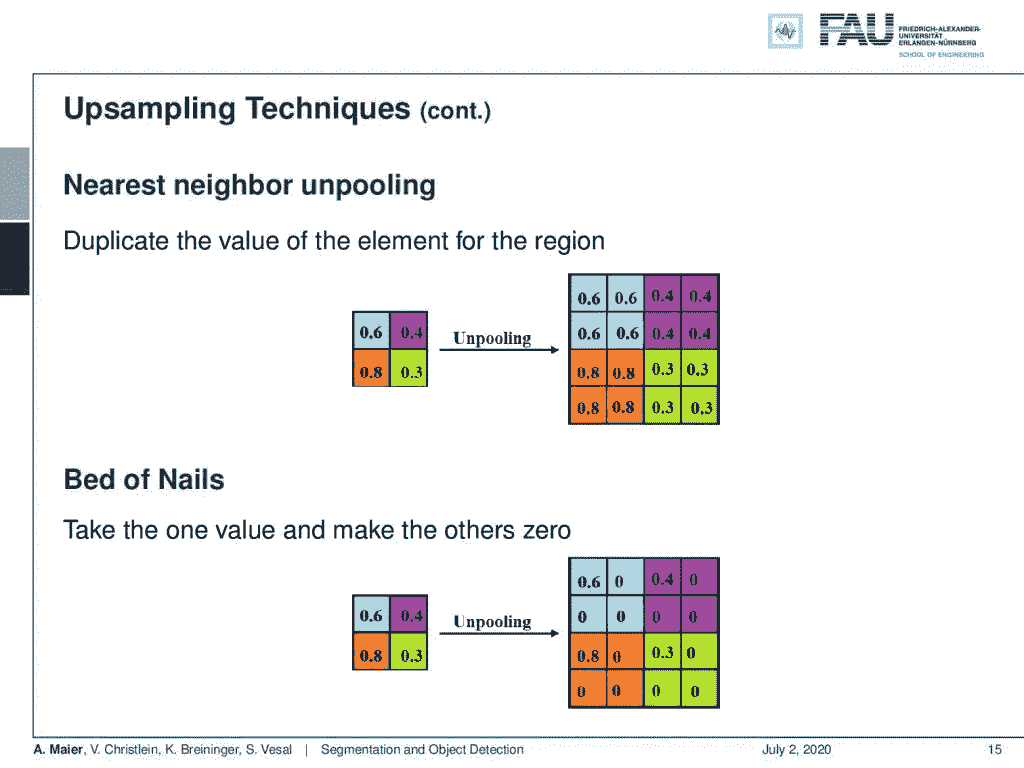 FAU
FRIEDRICH-ALEXANDER-
UNIVERSITÄT
ERLANGEN-NÜRNBERG
SCHOOL OF ENGINEERING
Upsampling Techniques (cont.)
Nearest neighbor unpooling
Duplicate the value of the element for the region
0.6 0.4
0.8 0.3
Unpooling
0.6 0.6 0.4 0.4
0.6 0.6 0.4 0.4
0.8 0.8 0.3 0.3
0.8 0.8 0.3 0.3
Bed of Nails
Take the one value and make the others zero
0.6 0.4
0.8 0.3
Unpooling
0.6 0 0.4 0
0 0 0 0
0.8 0 0.3 0
0 0 0 0
A. Maier, V. Christlein, K. Breininger, S. Vesal | Segmentation and Object Detection July 2, 2020 15